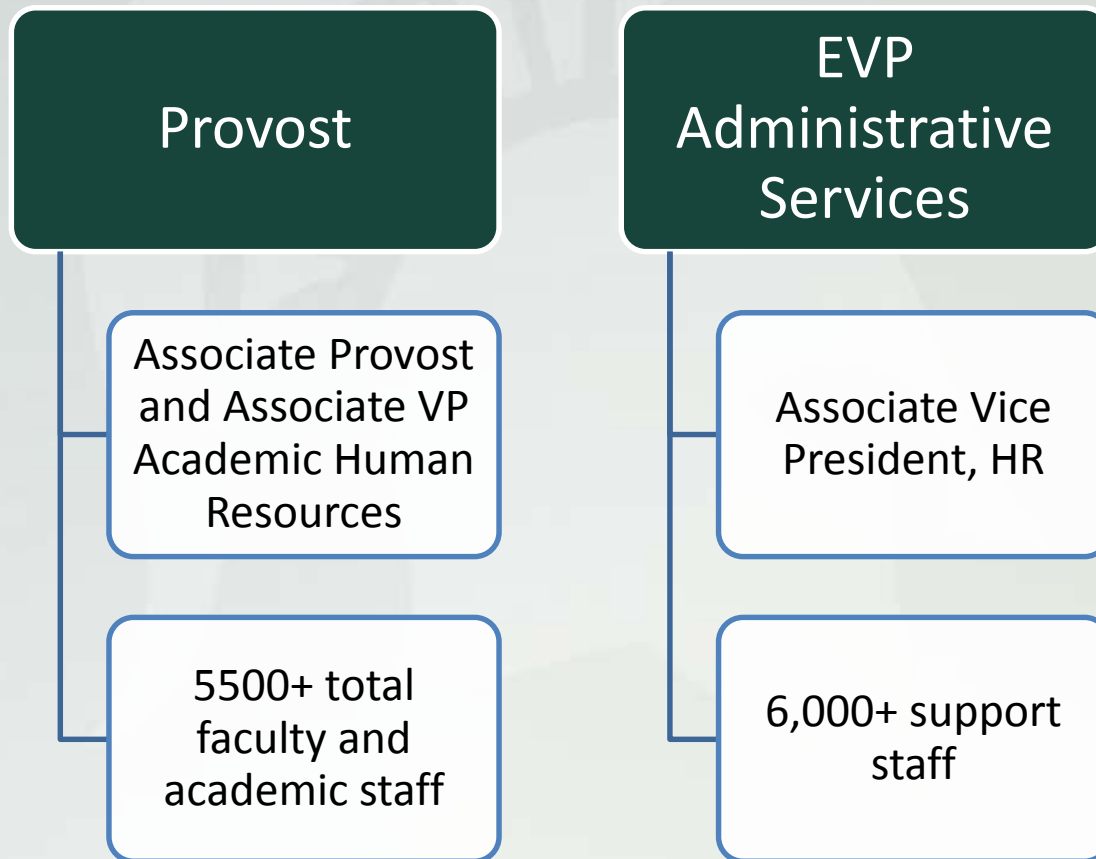 Provost
Associate Provost
and Associate VP
Academic Human
Resources
5500+ total
faculty and
academic staff
EVP
Administrative
Services
Associate Vice
President, HR
6,000+ support
staff